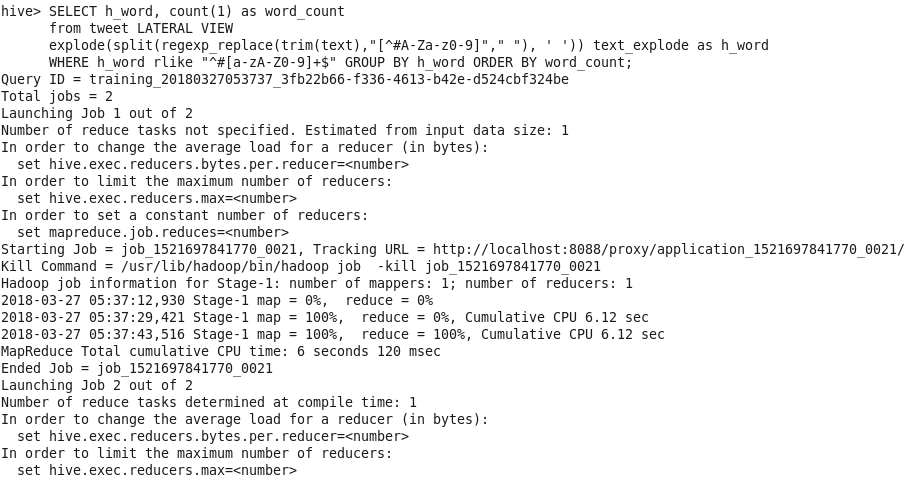 hive> SELECT h_word, count(1) as word_count
      from tweet LATERAL VIEW
      explode(split(regexp_replace(trim(text),"[^#A-Za-z0-9]"," "), ' ')) text_explode as h_word
      WHERE h_word rlike "^#[a-zA-Z0-9]+$" GROUP BY h_word ORDER BY word_count;
Query ID = training_20180327053737_3fb22b66-f336-4613-b42e-d524cbf324be
Total jobs = 2
Launching Job 1 out of 2
Number of reduce tasks not specified. Estimated from input data size: 1
In order to change the average load for a reducer (in bytes):
  set hive.exec.reducers.bytes.per.reducer=<number>
In order to limit the maximum number of reducers:
  set hive.exec.reducers.max=<number>
In order to set a constant number of reducers:
  set mapreduce.job.reduces=<number>
Starting Job = job_1521697841770_0021, Tracking URL = http://localhost:8088/proxy/application_1521697841770_0021/
Kill Command = /usr/lib/hadoop/bin/hadoop job  -kill job_1521697841770_0021
Hadoop job information for Stage-1: number of mappers: 1; number of reducers: 1
2018-03-27 05:37:12,930 Stage-1 map = 0%,  reduce = 0%
2018-03-27 05:37:29,421 Stage-1 map = 100%,  reduce = 0%, Cumulative CPU 6.12 sec
2018-03-27 05:37:43,516 Stage-1 map = 100%,  reduce = 100%, Cumulative CPU 6.12 sec
MapReduce Total cumulative CPU time: 6 seconds 120 msec
Ended Job = job_1521697841770_0021
Launching Job 2 out of 2
Number of reduce tasks determined at compile time: 1
In order to change the average load for a reducer (in bytes):
  set hive.exec.reducers.bytes.per.reducer=<number>
In order to limit the maximum number of reducers:
  set hive.exec.reducers.max=<number>